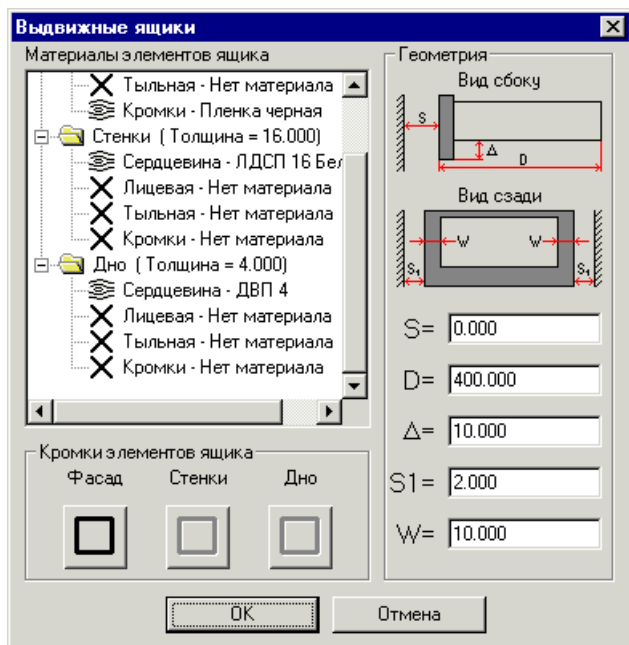 Выдвижные ящики
Материалы элементов ящика
Тыльная - Нет материала
Кромки - Пленка черная
Стенки ( Толщина = 16.000)
Сердцевина - ЛДСП 16 Бел
Лицевая - Нет материала
Тыльная - Нет материала
Кромки - Нет материала
Дно ( Толщина = 4.000)
Сердцевина - ДВП 4
Лицевая - Нет материала
Тыльная - Нет материала
Кромки - Нет материала
Кромки элементов ящика
Фасад Стенки Дно
Геометрия
Вид сбоку
S
Δ
D
Вид сзади
W W
S₁ S₁
S= 0.000
D= 400.000
Δ= 10.000
S1= 2.000
W= 10.000
OK Отмена